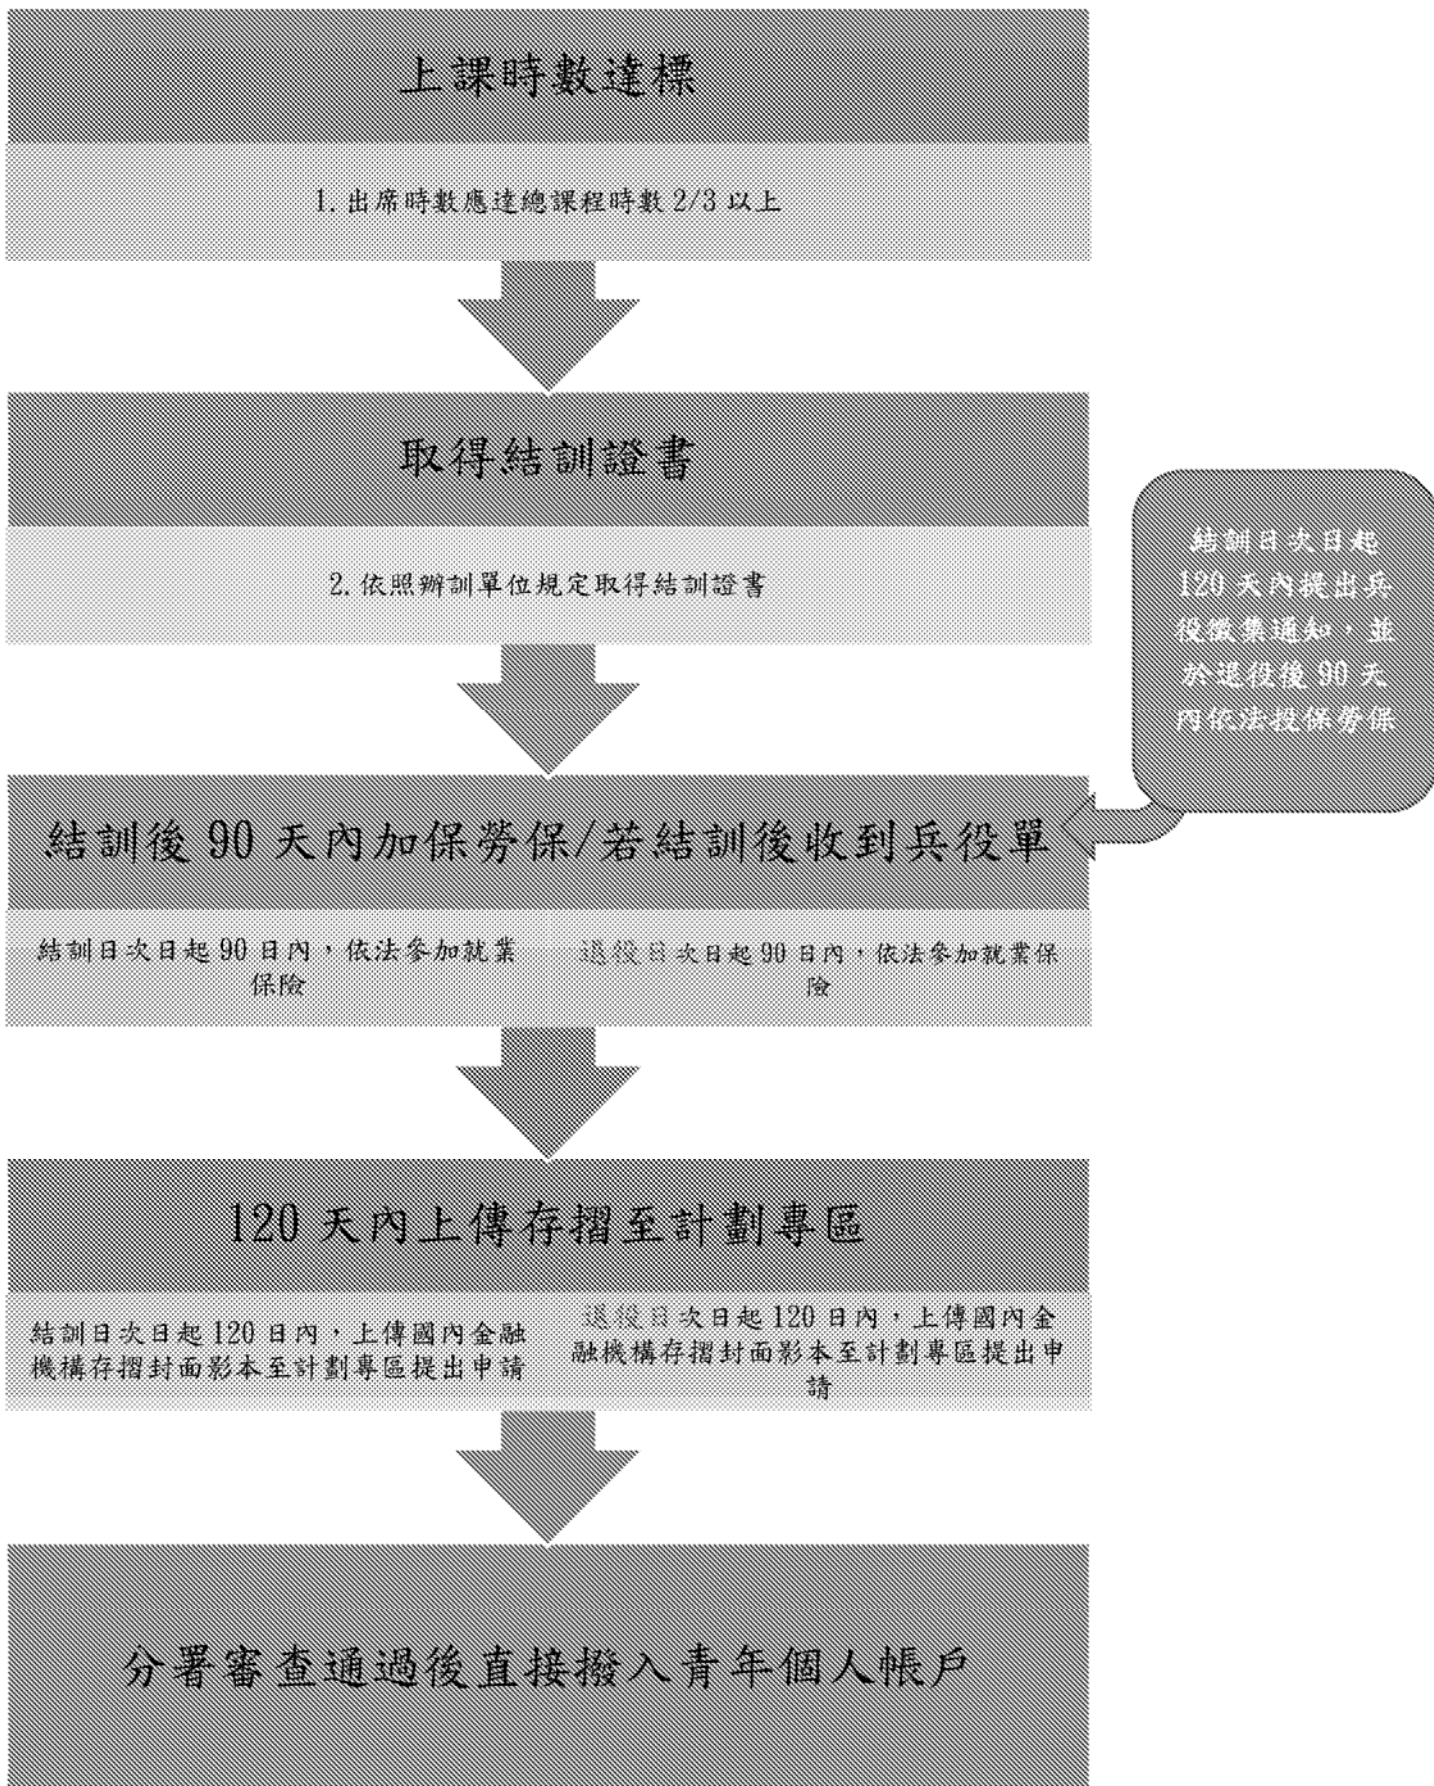 上課時數達標
1.出席時數應達總課程時數 2/3 以上
取得結訓證書
2.依照辦訓單位規定取得結訓證書
結訓日次日起
120 天內提出兵
役徵集通知，並
於退役後 90 天
內依法投保勞保
結訓後 90 天內加保勞保/若結訓後收到兵役單
結訓日次日起 90 日內，依法參加就業
保險
退役日次日起 90 日內，依法參加就業保
險
120 天內上傳存摺至計劃專區
結訓日次日起 120 日內，上傳國內金融
機構存摺封面影本至計劃專區提出申請
退役日次日起 120 日內，上傳國內金
融機構存摺封面影本至計劃專區提出申
請
分署審查通過後直接撥入青年個人帳戶